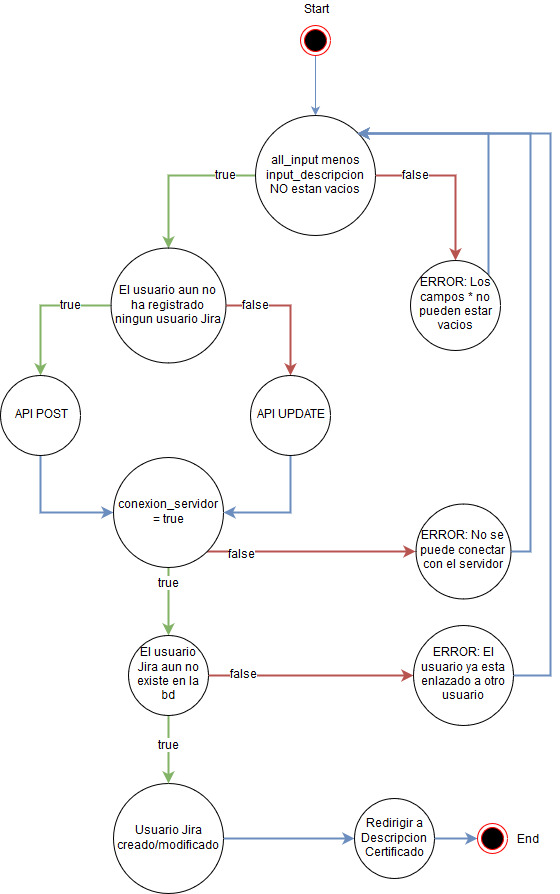 Start
all_input menos
input_descripcion
NO estan vacios
true
false
El usuario aun no
ha registrado
ningun usuario Jira
ERROR: Los
campos * no
pueden estar
vacios
true
false
API POST
API UPDATE
conexion_servidor
= true
ERROR: No se
puede conectar
con el servidor
false
true
El usuario
Jira aun no
existe en la
bd
ERROR: El
usuario ya esta
enlazado a otro
usuario
false
true
Usuario Jira
creado/modificado
Redirigir a
Descripcion
Certificado
End